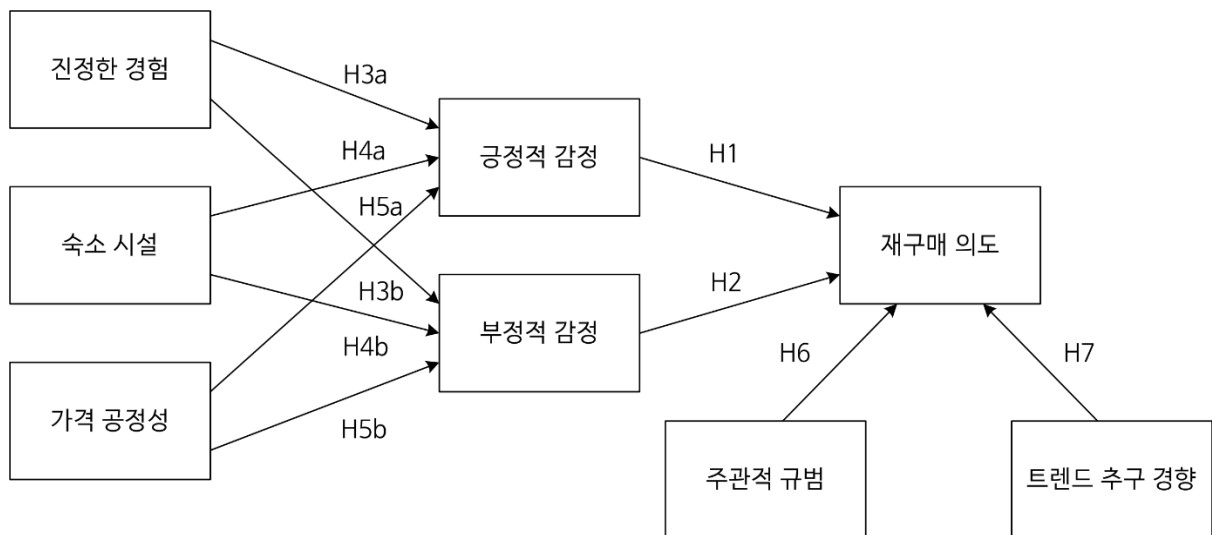 진정한 경험
H3a
긍정적 감정
H4a
H1
숙소 시설
H5a
재구매 의도
H3b
부정적 감정
H2
H4b
H6
H7
가격 공정성
H5b
주관적 규범
트렌드 추구 경향